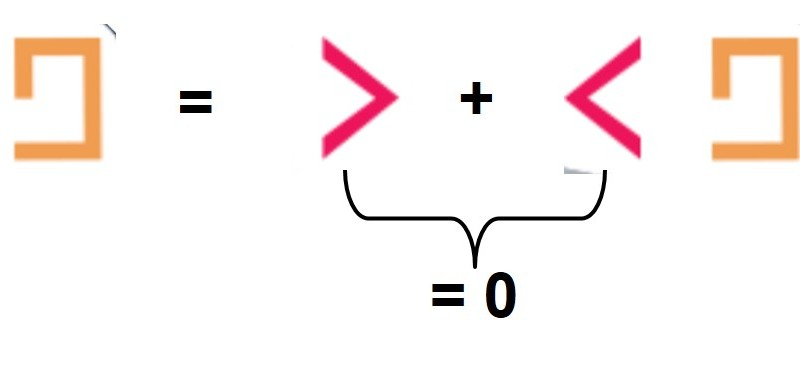 כ = > + < כ
= 0